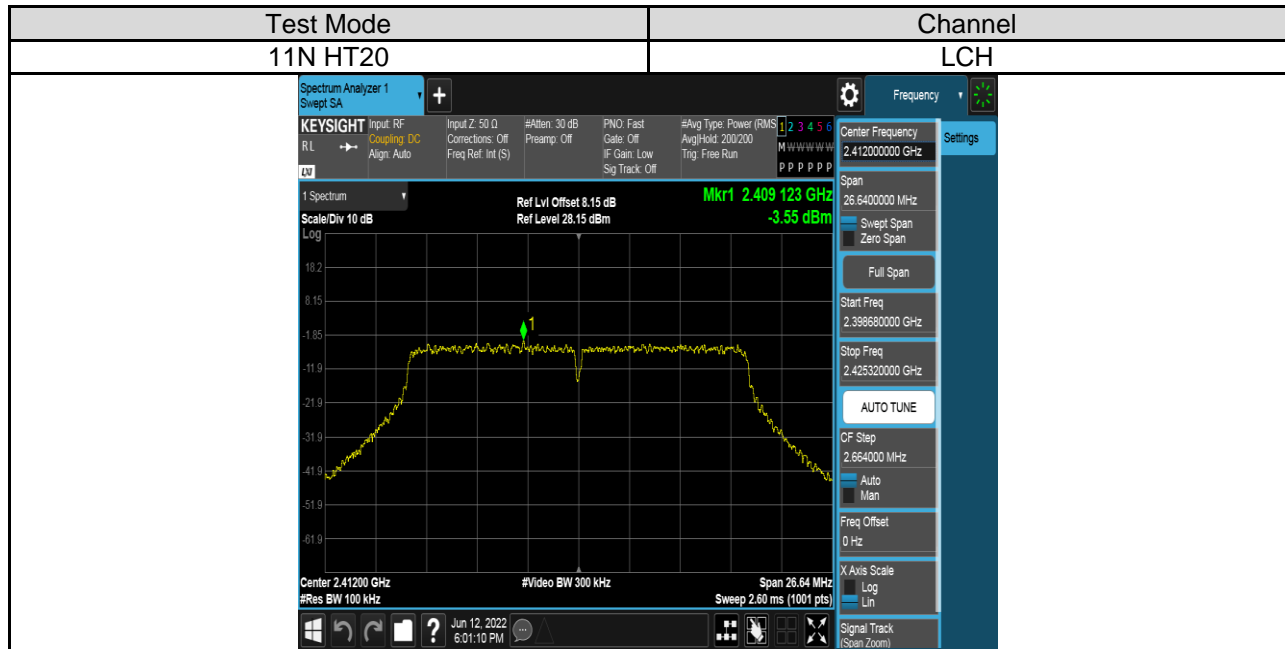 Test Mode Channel
11N HT20 LCH
Spectrum Analyzer 1
Swept SA
Frequency
KEYSIGHT
RL
LXI
Input: RF
Coupling: DC
Align: Auto
Input Z: 50 Ω
Corrections: Off
Freq Ref: Int (S)
#Atten: 30 dB
Preamp: Off
PNO: Fast
Gate: Off
IF Gain: Low
Sig Track: Off
#Avg Type: Power (RMS
Avg|Hold: 200/200
Trig: Free Run
1 2 3 4 5 6
M W W W W W
P P P P P P
Center Frequency
2.412000000 GHz
Settings
1 Spectrum
Scale/Div 10 dB
Ref Lvl Offset 8.15 dB
Ref Level 28.15 dBm
Mkr1 2.409 123 GHz
-3.55 dBm
Log
18.2
8.15
-1.85
-11.9
-21.9
-31.9
-41.9
-51.9
-61.9
1
Center 2.41200 GHz
#Res BW 100 kHz
#Video BW 300 kHz
Span 26.64 MHz
Sweep 2.60 ms (1001 pts)
Span
26.6400000 MHz
Swept Span
Zero Span
Full Span
Start Freq
2.398680000 GHz
Stop Freq
2.425320000 GHz
AUTO TUNE
CF Step
2.664000 MHz
Auto
Man
Freq Offset
0 Hz
X Axis Scale
Log
Lin
Signal Track
(Span Zoom)
?
Jun 12, 2022
6:01:10 PM